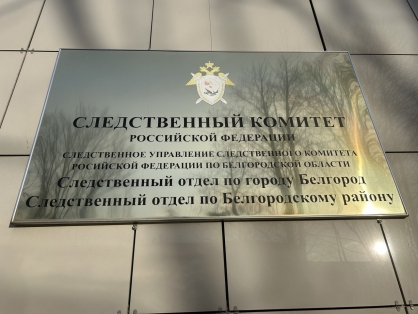 СЛЕДСТВЕННЫЙ КОМИТЕТ
РОССИЙСКОЙ ФЕДЕРАЦИИ
СЛЕДСТВЕННОЕ УПРАВЛЕНИЕ СЛЕДСТВЕННОГО КОМИТЕТА
РОССИЙСКОЙ ФЕДЕРАЦИИ ПО БЕЛГОРОДСКОЙ ОБЛАСТИ
Следственный отдел по городу Белгород
Следственный отдел по Белгородскому району